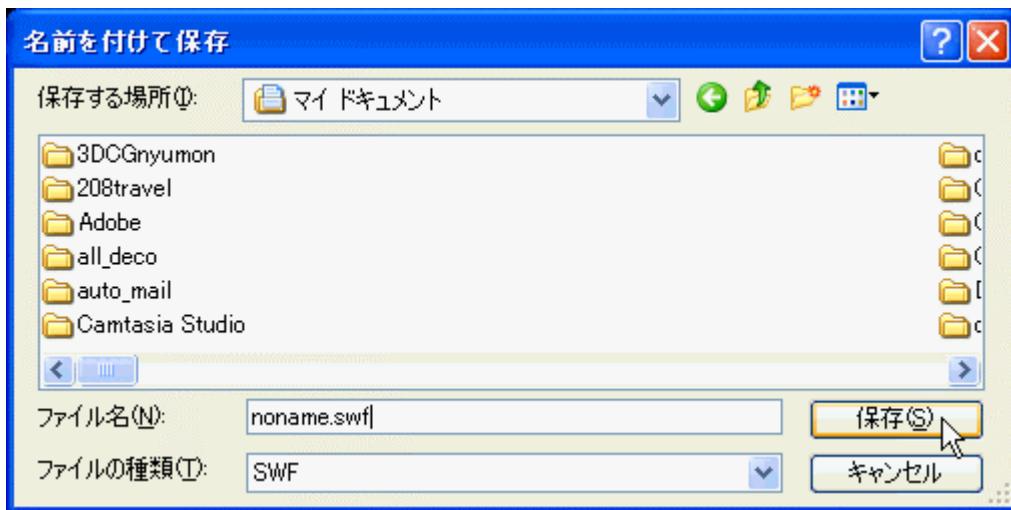 名前を付けて保存
保存する場所(I):
マイ ドキュメント
3DCGnyumon
208travel
Adobe
all_deco
auto_mail
Camtasia Studio
ファイル名(N):
noname.swf
保存(S)
ファイルの種類(T):
SWF
キャンセル